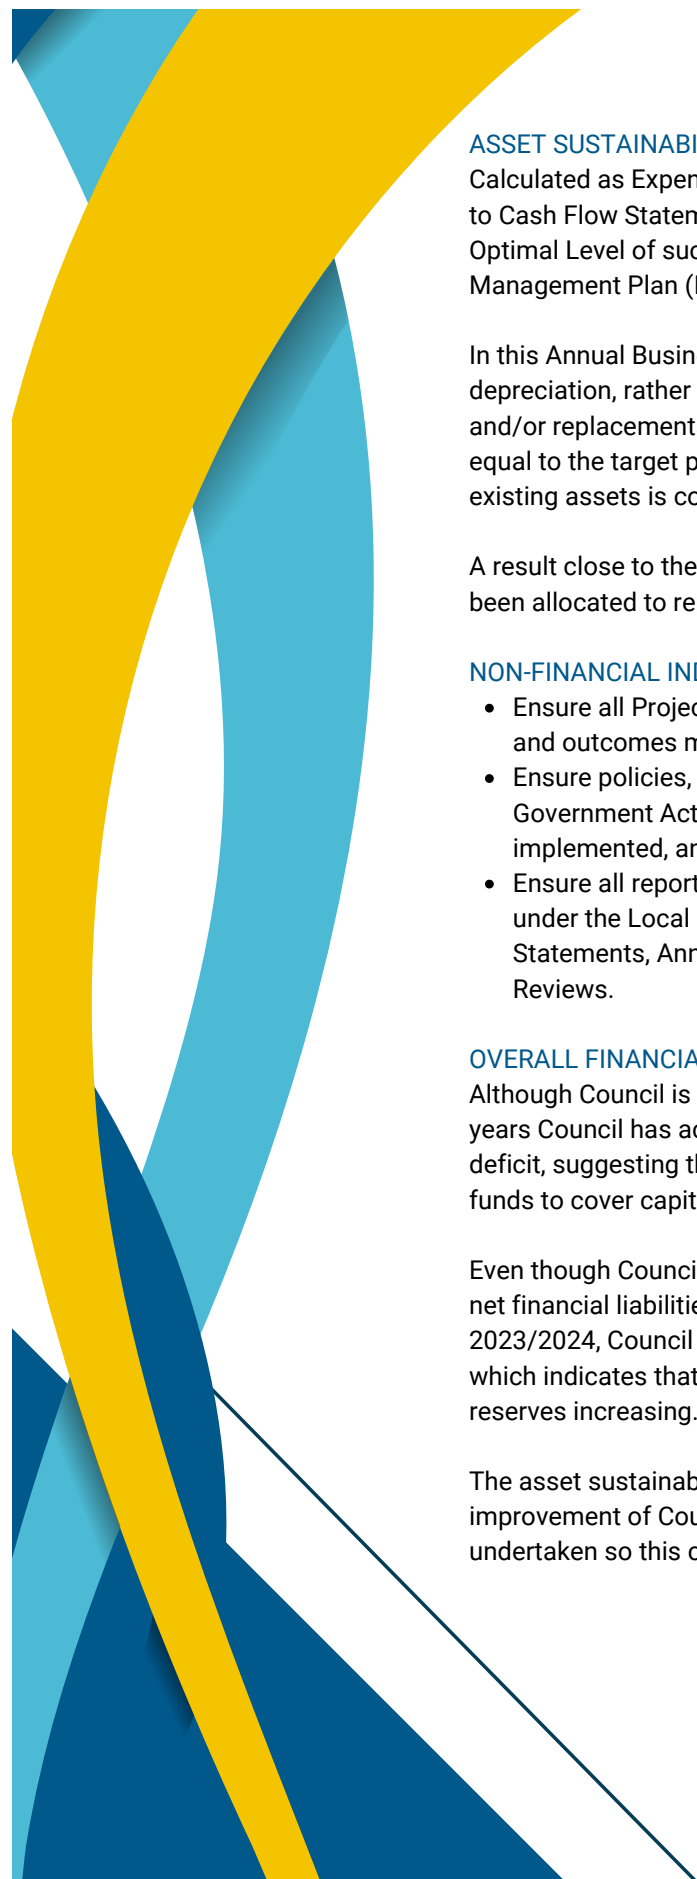 ASSET SUSTAINABI
Calculated as Expen
to Cash Flow Statem
Optimal Level of suc
Management Plan (
In this Annual Busin
depreciation, rather
and/or replacement
equal to the target p
existing assets is co
A result close to the
been allocated to re
NON-FINANCIAL IND
• Ensure all Projec
and outcomes m
• Ensure policies,
Government Act
implemented, an
• Ensure all report
under the Local
Statements, Ann
Reviews.
OVERALL FINANCIA
Although Council is
years Council has ac
deficit, suggesting th
funds to cover capit
Even though Counci
net financial liabilitie
2023/2024, Council
which indicates that
reserves increasing.
The asset sustainab
improvement of Cou
undertaken so this c